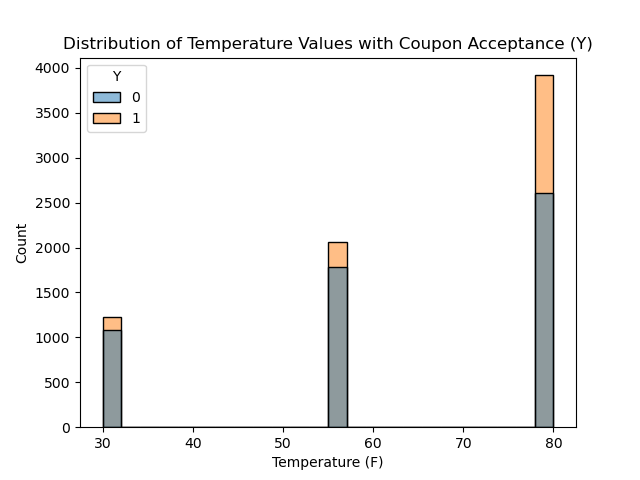 Distribution of Temperature Values with Coupon Acceptance (Y)
Y
0
1
4000
3500
3000
2500
2000
1500
1000
500
0
Count
30 40 50 60 70 80
Temperature (F)